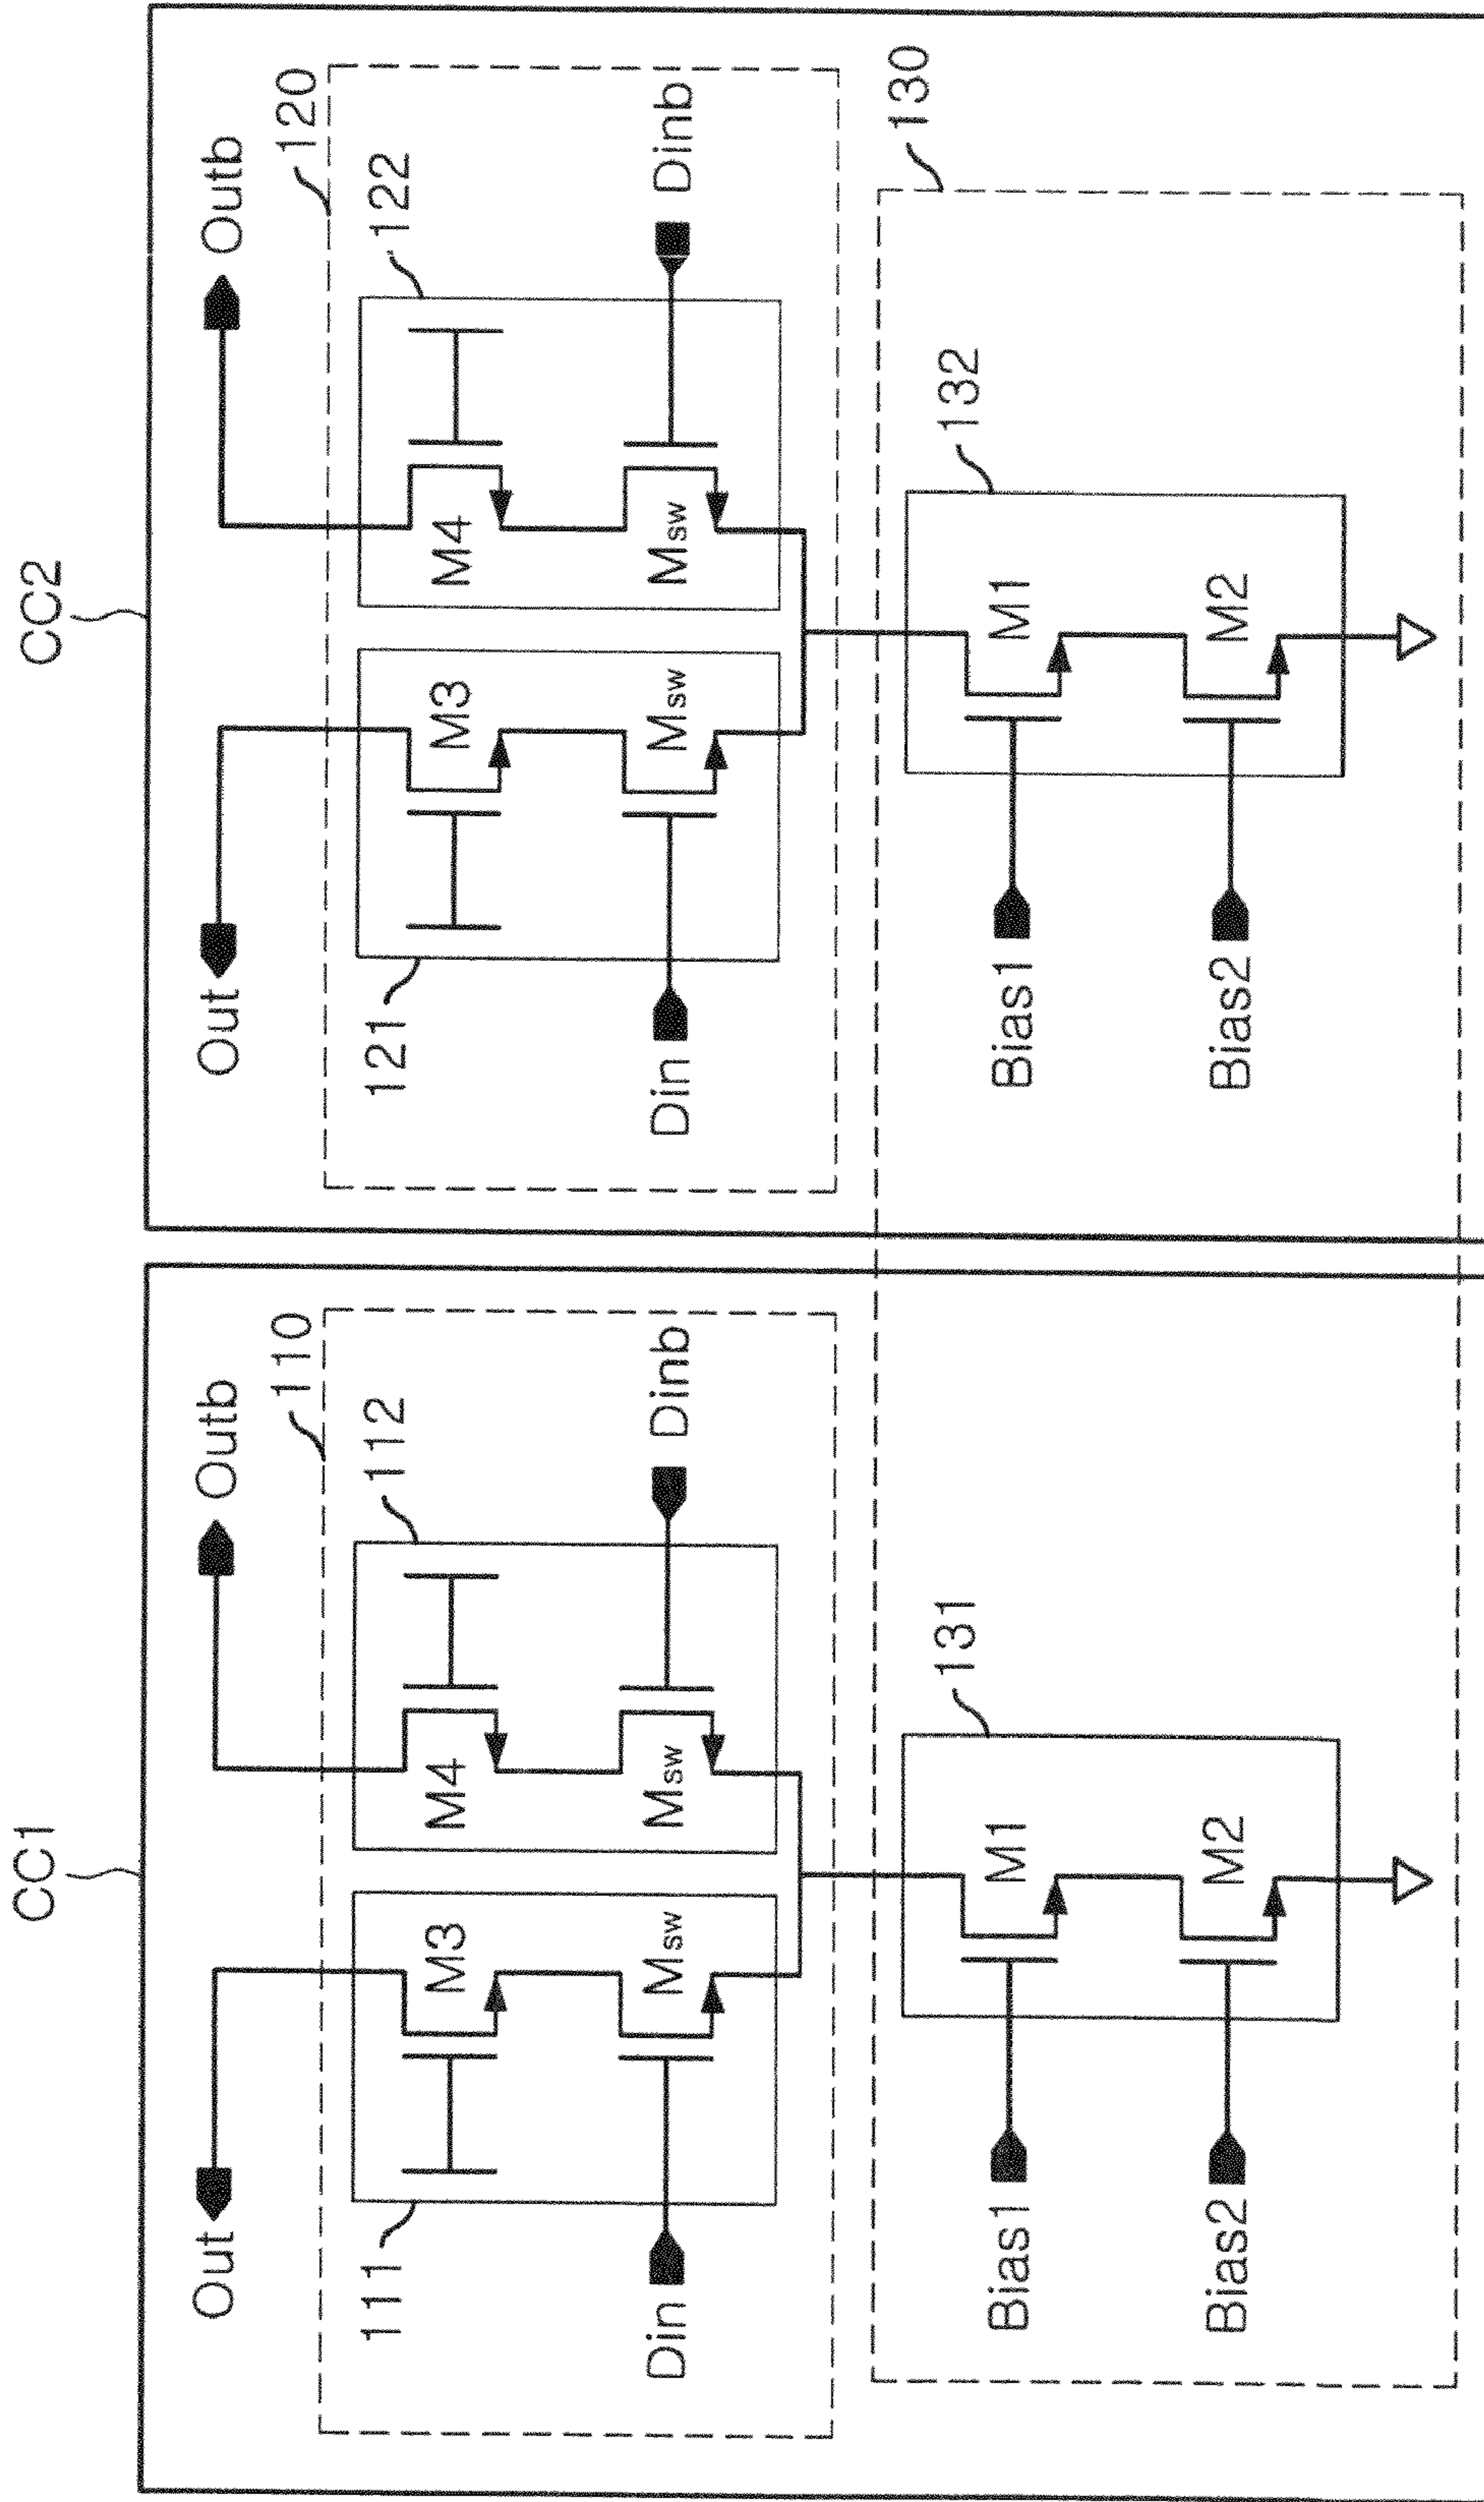 CC1
Out
Outb
110
111
112
M3
M4
Msw
Msw
Din
Dinb
131
Bias1
M1
Bias2
M2
CC2
Out
Outb
120
121
122
M3
M4
Msw
Msw
Din
Dinb
130
132
Bias1
M1
Bias2
M2